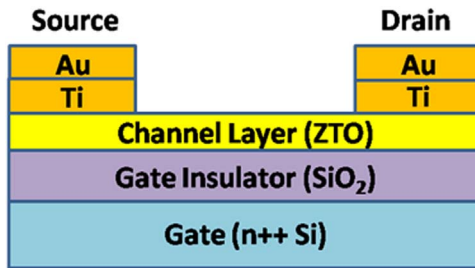 Source Drain
Au Au
Ti Ti
Channel Layer (ZTO)
Gate Insulator (SiO₂)
Gate (n++ Si)